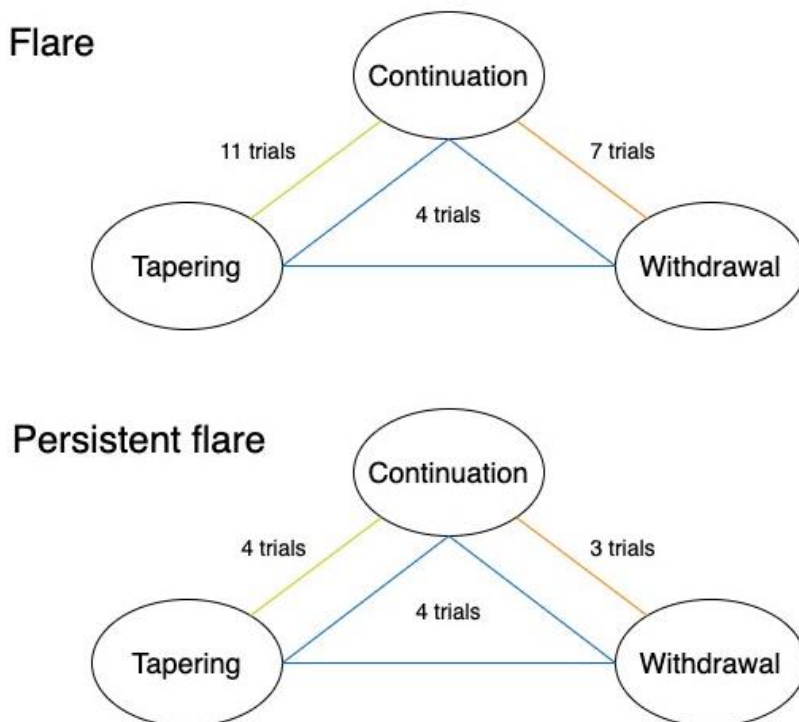 Flare
Continuation
11 trials
7 trials
4 trials
Tapering
Withdrawal
Persistent flare
Continuation
4 trials
3 trials
4 trials
Tapering
Withdrawal